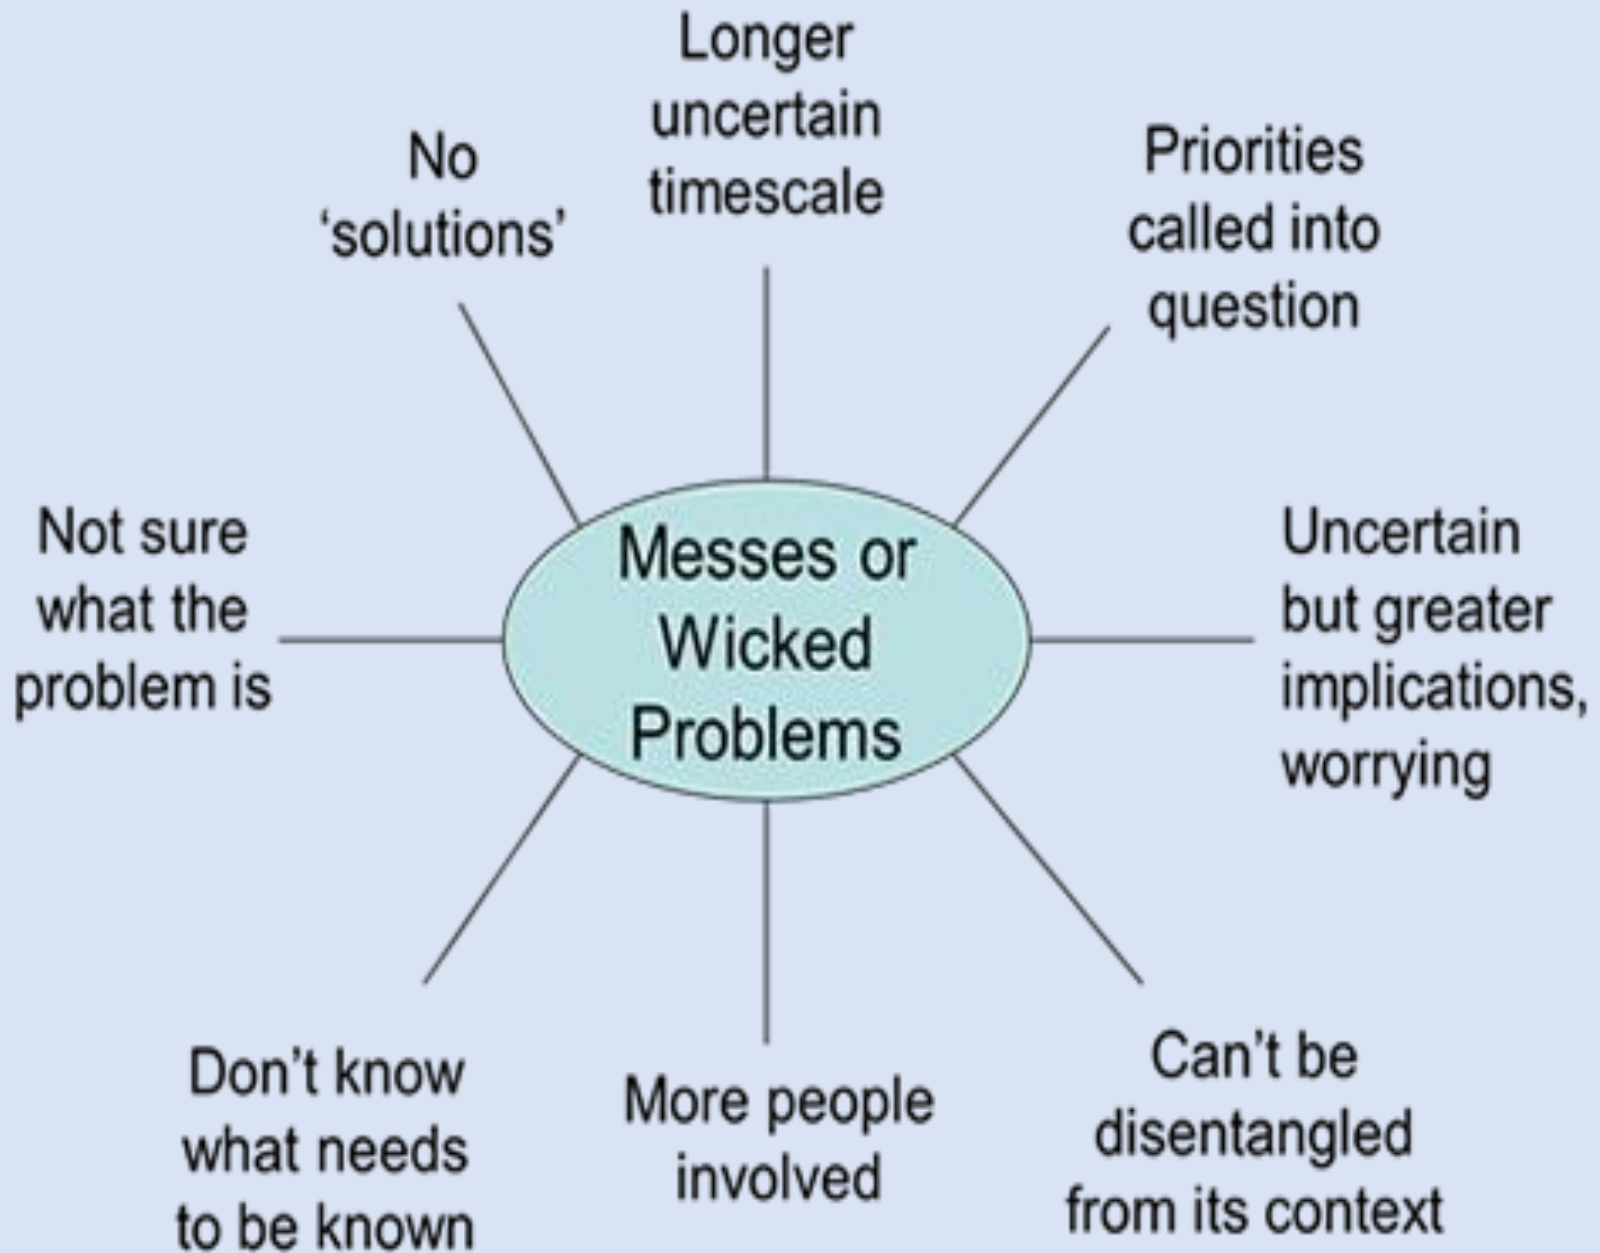 Longer
uncertain
timescale
No
‘solutions’
Priorities
called into
question
Not sure
what the
problem is
Messes or
Wicked
Problems
Uncertain
but greater
implications,
worrying
Don’t know
what needs
to be known
More people
involved
Can’t be
disentangled
from its context